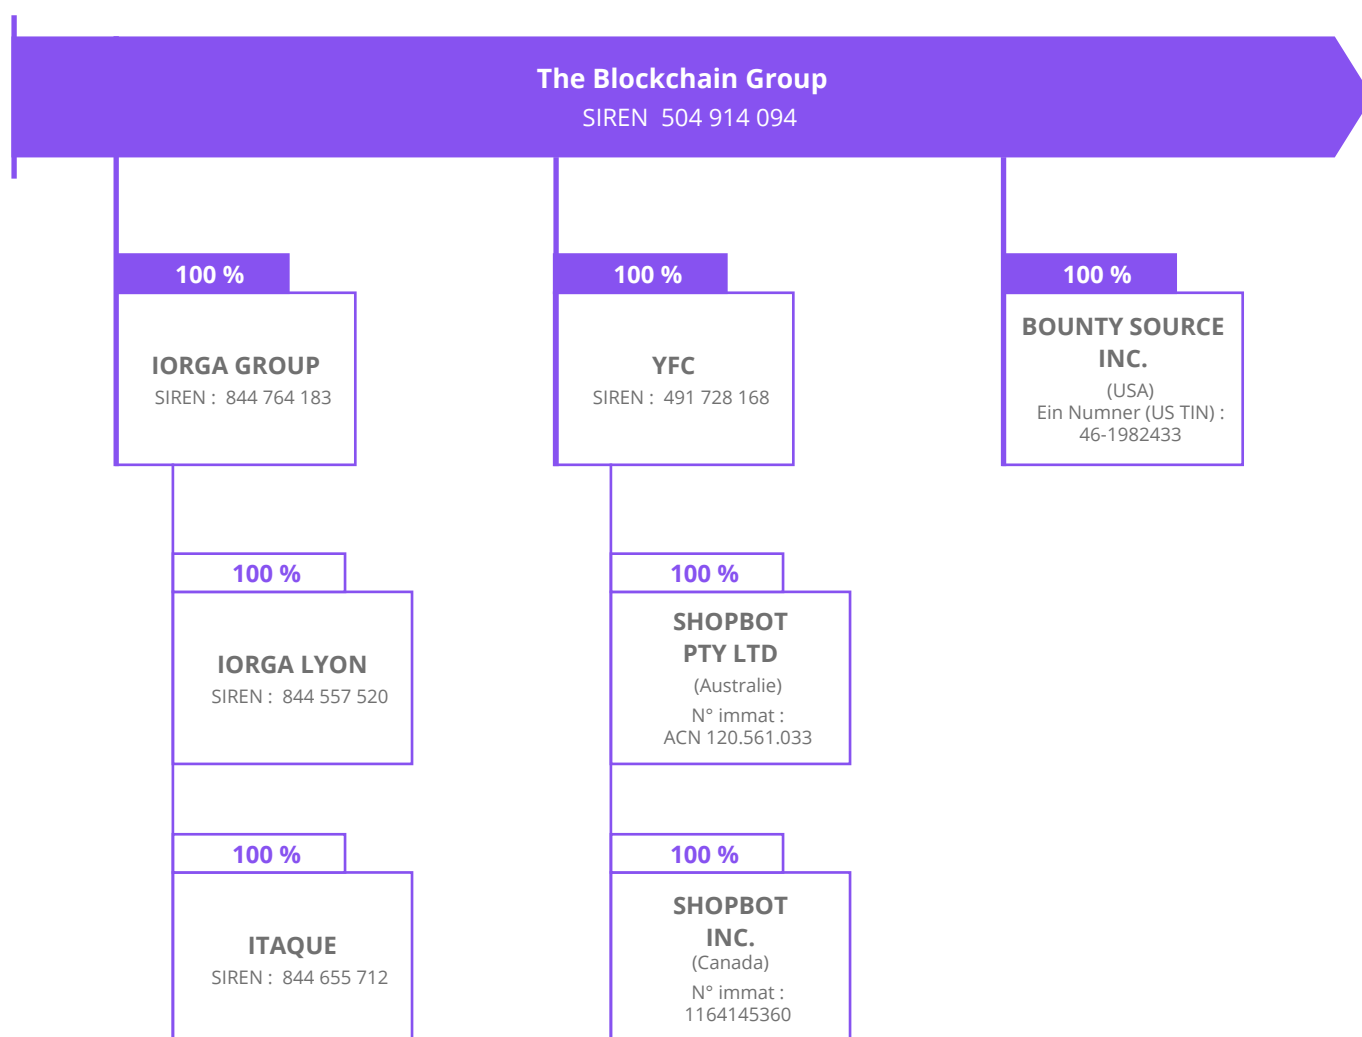 The Blockchain Group
SIREN 504 914 094
100 %
IORGA GROUP
SIREN : 844 764 183
100 %
YFC
SIREN : 491 728 168
100 %
BOUNTY SOURCE
INC.
(USA)
Ein Numner (US TIN) :
46-1982433
100 %
IORGA LYON
SIREN : 844 557 520
100 %
SHOPBOT
PTY LTD
(Australie)
N° immat :
ACN 120.561.033
100 %
ITAQUE
SIREN : 844 655 712
100 %
SHOPBOT
INC.
(Canada)
N° immat :
1164145360